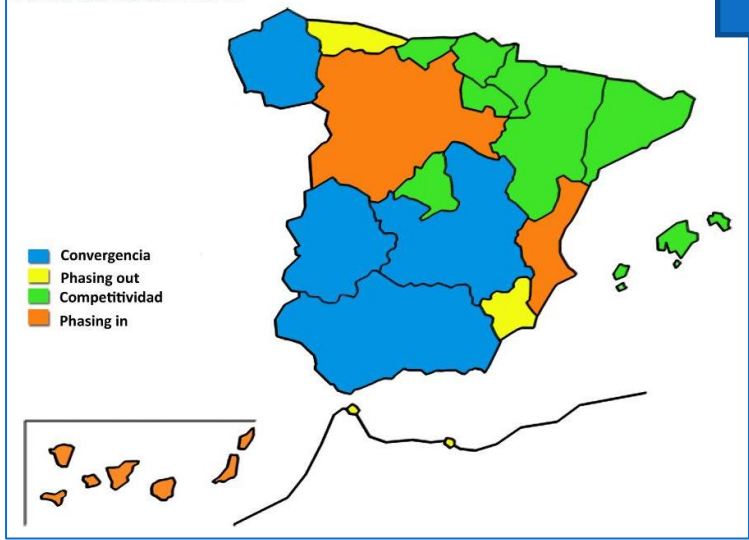 Convergencia
Phasing out
Competitividad
Phasing in